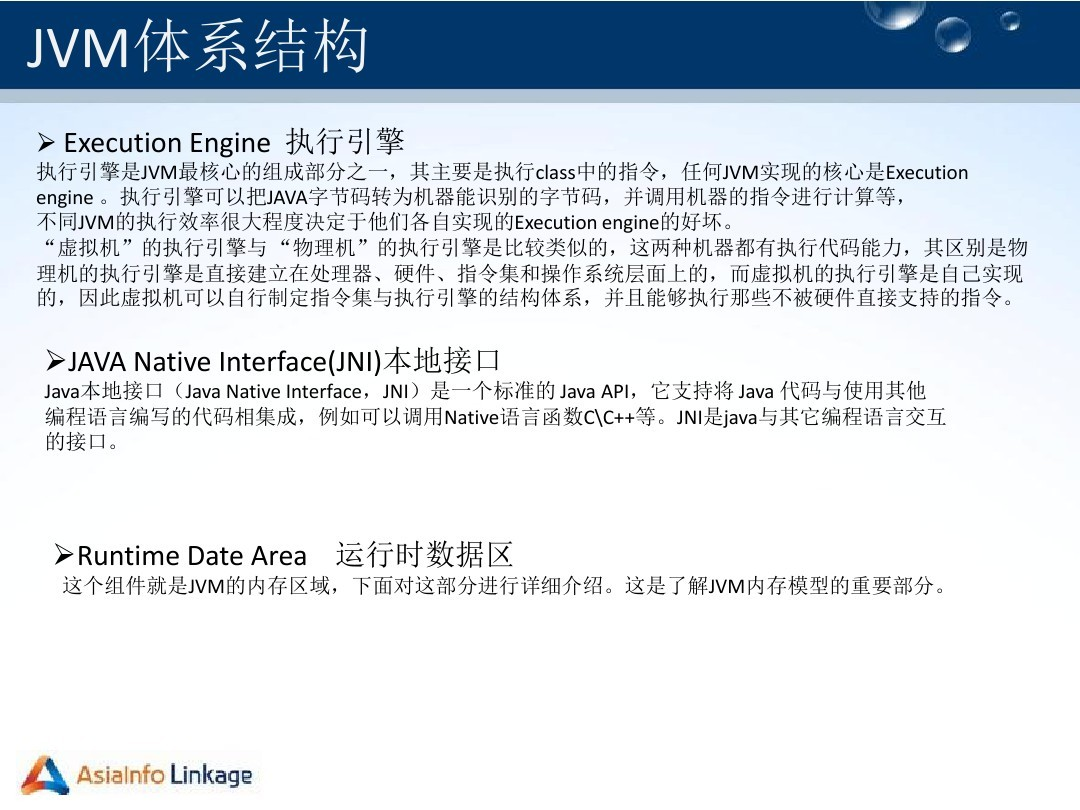 JVM体系结构
➢ Execution Engine 执行引擎
执行引擎是JVM最核心的组成部分之一，其主要是执行class中的指令，任何JVM实现的核心是Execution
engine 。执行引擎可以把JAVA字节码转为机器能识别的字节码，并调用机器的指令进行计算等，
不同JVM的执行效率很大程度决定于他们各自实现的Execution engine的好坏。
“虚拟机”的执行引擎与“物理机”的执行引擎是比较类似的，这两种机器都有执行代码能力，其区别是物
理机的执行引擎是直接建立在处理器、硬件、指令集和操作系统层面上的，而虚拟机的执行引擎是自己实现
的，因此虚拟机可以自行制定指令集与执行引擎的结构体系，并且能够执行那些不被硬件直接支持的指令。
➢JAVA Native Interface(JNI)本地接口
Java本地接口（Java Native Interface，JNI）是一个标准的 Java API，它支持将 Java 代码与使用其他
编程语言编写的代码相集成，例如可以调用Native语言函数C\C++等。JNI是java与其它编程语言交互
的接口。
➢Runtime Date Area 运行时数据区
这个组件就是JVM的内存区域，下面对这部分进行详细介绍。这是了解JVM内存模型的重要部分。
AsiaInfo Linkage